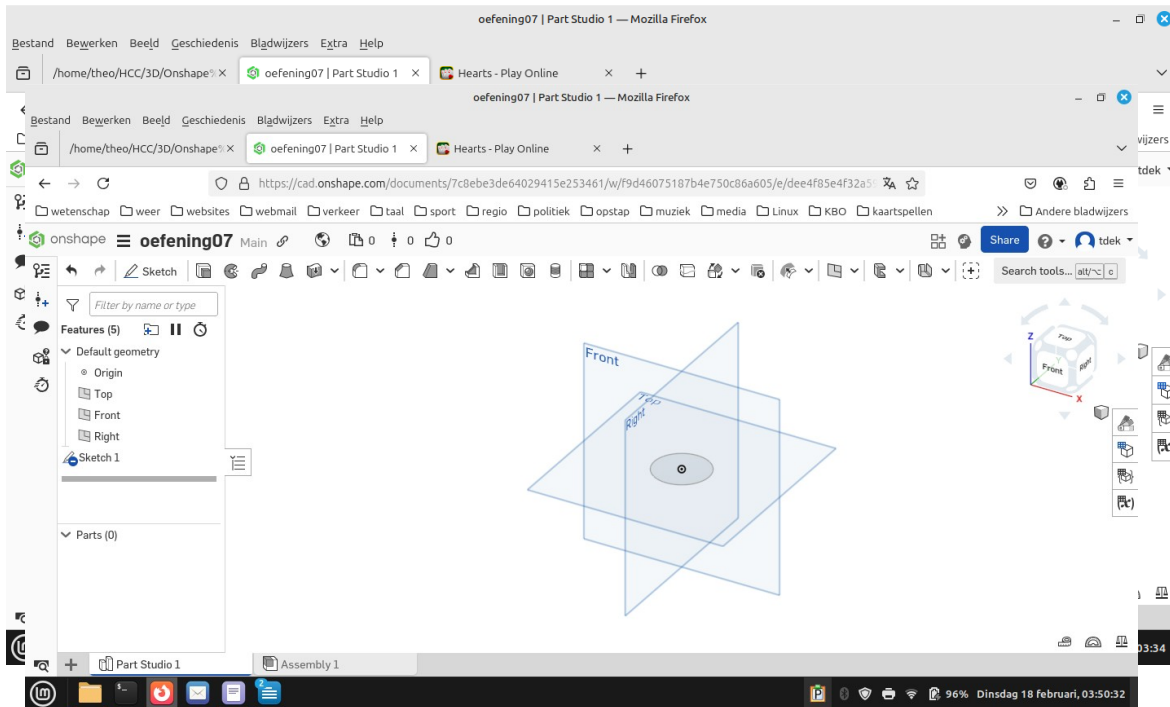 oefening07 | Part Studio 1 — Mozilla Firefox
Bestand Bewerken Beeld Geschiedenis Bladwijzers Extra Help
/home/theo/HCC/3D/Onshape oefening07 | Part Studio 1 Hearts - Play Online
oefening07 | Part Studio 1 — Mozilla Firefox
Bestand Bewerken Beeld Geschiedenis Bladwijzers Extra Help
/home/theo/HCC/3D/Onshape oefening07 | Part Studio 1 Hearts - Play Online
https://cad.onshape.com/documents/7c8ebe3de64029415e253461/w/f9d46075187b4e750c86a605/e/dee4f85e4f32a5
wetenschap weer websites webmail verkeer taal sport regio politiek opstap muziek media Linux KBO kaartspellen Andere bladwijzers
onshape oefening07 Main 0 0 0 Share tdek
tdek
Sketch Search tools... alt/⌥ c
Filter by name or type
Features (5)
Default geometry
Origin
Top
Front
Right
Sketch 1
Parts (0)
Front
Top
Right
Z
Top
Front
Right
Y
X
Part Studio 1 Assembly 1
03:34
2
96% Dinsdag 18 februari, 03:50:32